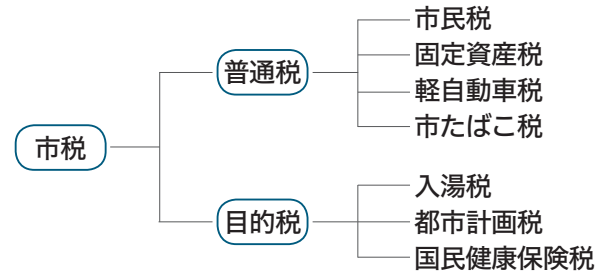 市税
普通税
市民税
固定資産税
軽自動車税
市たばこ税
目的税
入湯税
都市計画税
国民健康保険税